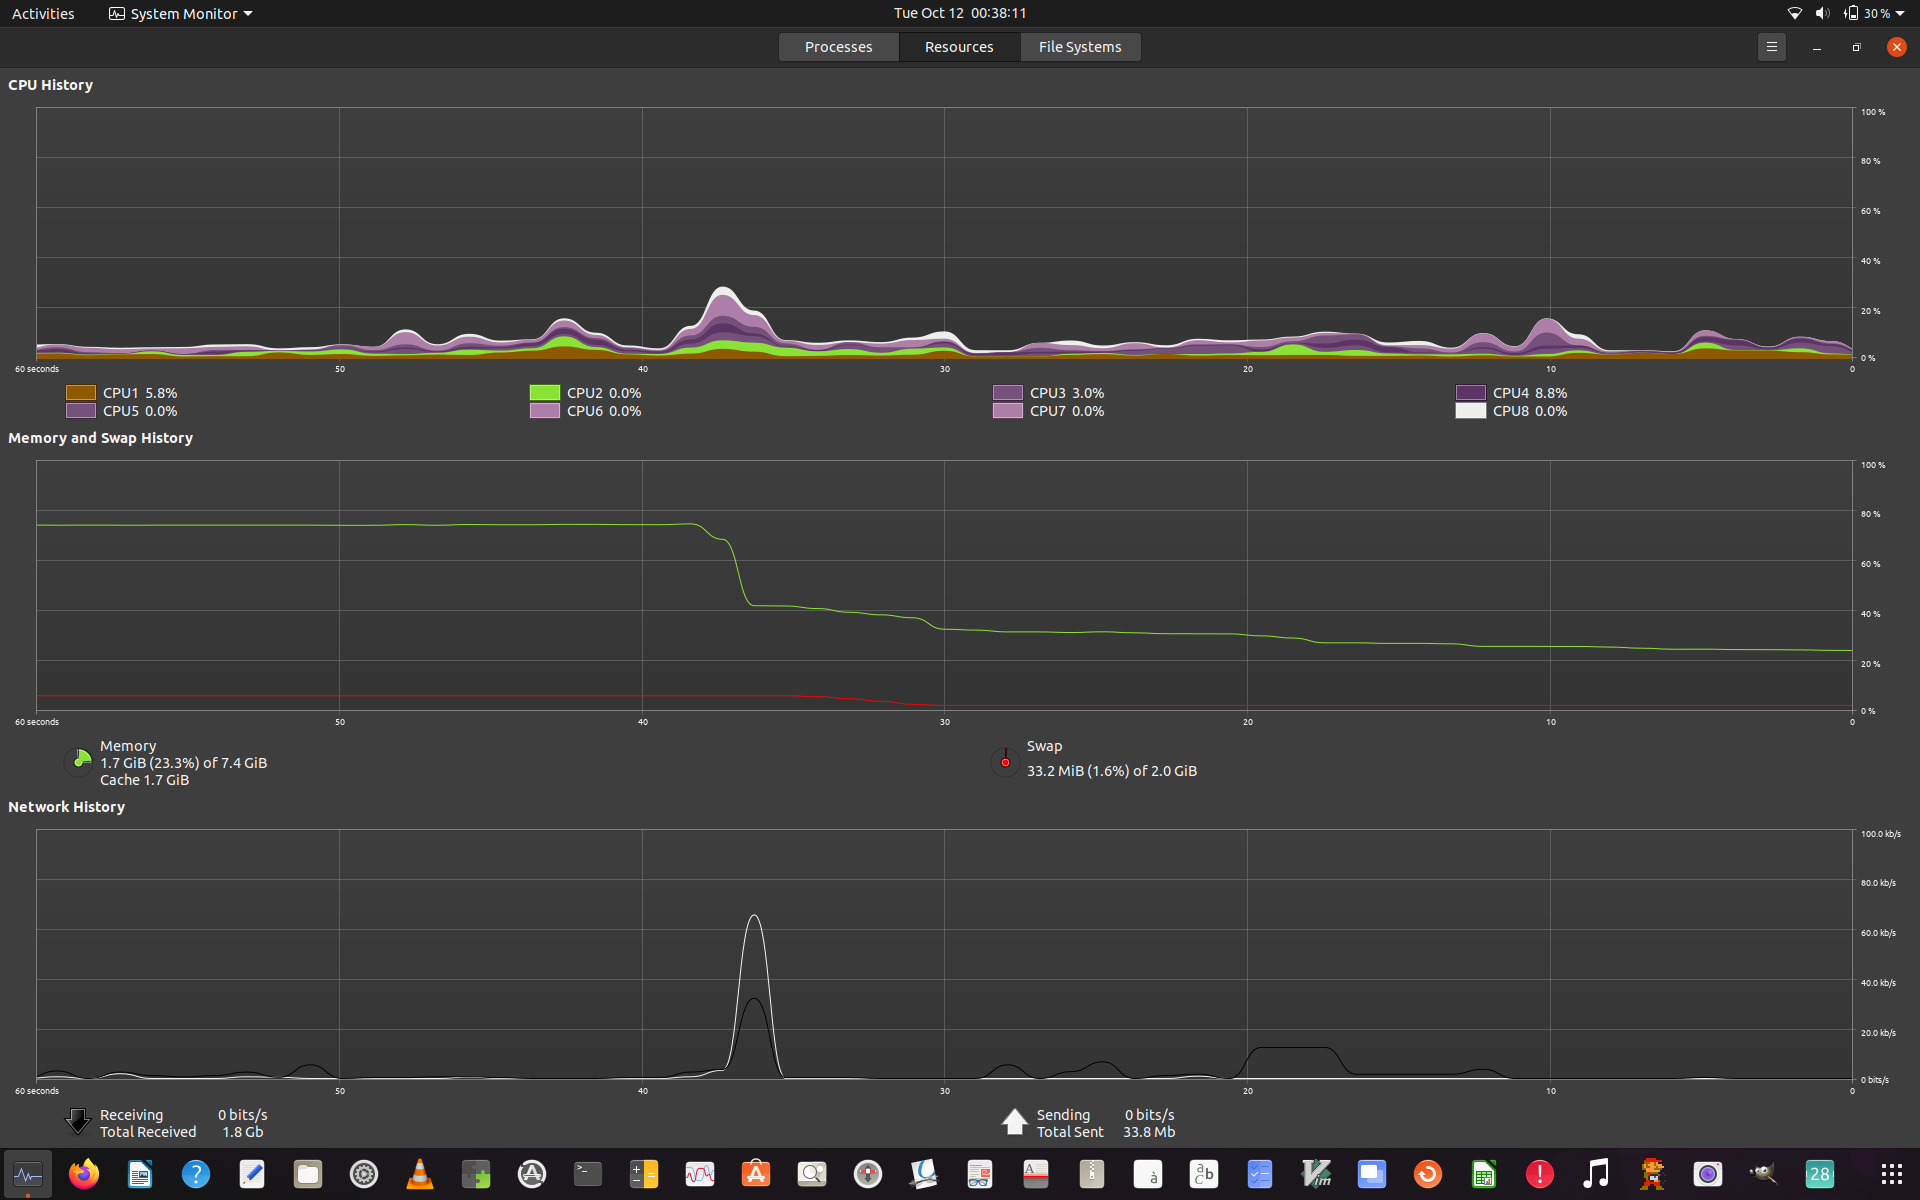 Activities System Monitor Tue Oct 12 00:38:11 30 %
Processes Resources File Systems
CPU History
100 %
80 %
60 %
40 %
20 %
0 %
60 seconds 50 40 30 20 10 0
CPU1 5.8% CPU2 0.0% CPU3 3.0% CPU4 8.8%
CPU5 0.0% CPU6 0.0% CPU7 0.0% CPU8 0.0%
Memory and Swap History
100 %
80 %
60 %
40 %
20 %
0 %
60 seconds 50 40 30 20 10 0
Memory
1.7 GiB (23.3%) of 7.4 GiB
Cache 1.7 GiB
Swap
33.2 MiB (1.6%) of 2.0 GiB
Network History
100.0 kb/s
80.0 kb/s
60.0 kb/s
40.0 kb/s
20.0 kb/s
0 bits/s
60 seconds 50 40 30 20 10 0
Receiving 0 bits/s
Total Received 1.8 Gb
Sending 0 bits/s
Total Sent 33.8 Mb
? >_ A à a b c Vim ! 28